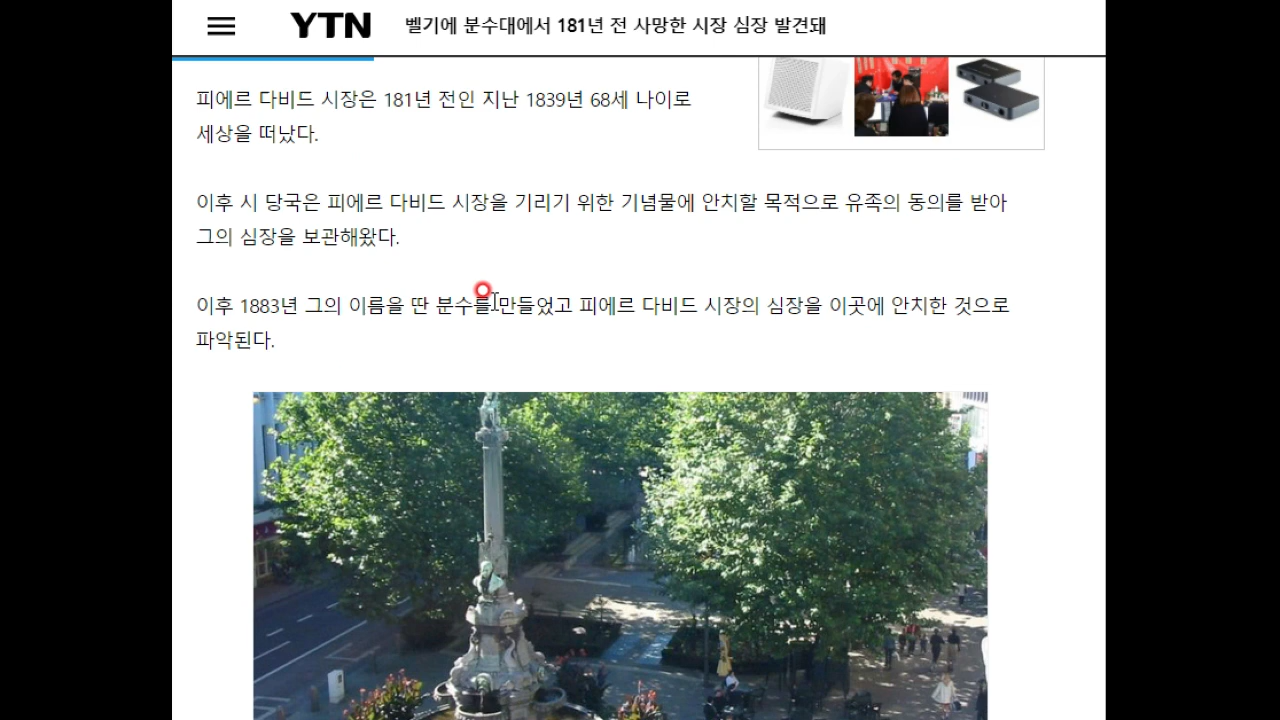 YTN 벨기에 분수대에서 181년 전 사망한 시장 심장 발견돼
피에르 다비드 시장은 181년 전인 지난 1839년 68세 나이로
세상을 떠났다.
이후 시 당국은 피에르 다비드 시장을 기리기 위한 기념물에 안치할 목적으로 유족의 동의를 받아
그의 심장을 보관해왔다.
이후 1883년 그의 이름을 딴 분수를 만들었고 피에르 다비드 시장의 심장을 이곳에 안치한 것으로
파악된다.